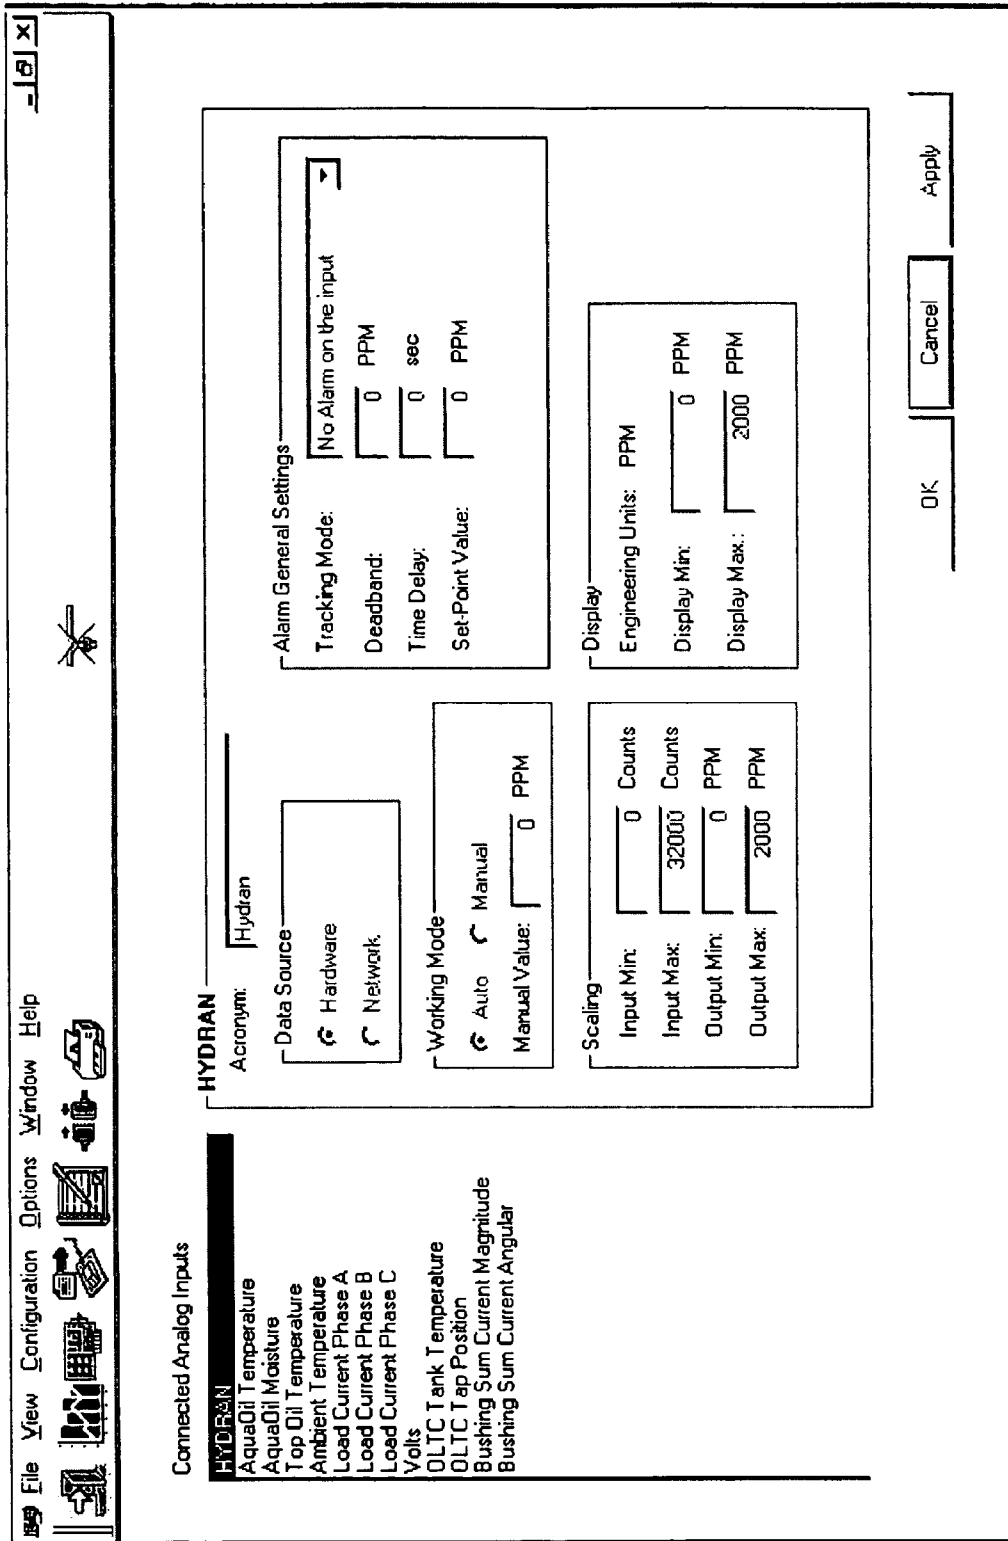 File View Configuration Options Window Help
Connected Analog Inputs
HYDRAN
AquaOil Temperature
AquaOil Moisture
Top Oil Temperature
Ambient Temperature
Load Current Phase A
Load Current Phase B
Load Current Phase C
Volts
OLTC Tank Temperature
OLTC Tap Position
Bushing Sum Current Magnitude
Bushing Sum Current Angular
HYDRAN
Acronym: Hydran
Data Source
Hardware
Network
Working Mode
Auto Manual
Manual Value: 0 PPM
Scaling
Input Min: 0 Counts
Input Max: 32000 Counts
Output Min: 0 PPM
Output Max: 2000 PPM
Alarm General Settings
Tracking Mode: No Alarm on the input
Deadband: 0 PPM
Time Delay: 0 sec
Set-Point Value: 0 PPM
Display
Engineering Units: PPM
Display Min: 0 PPM
Display Max.: 2000 PPM
OK Cancel Apply